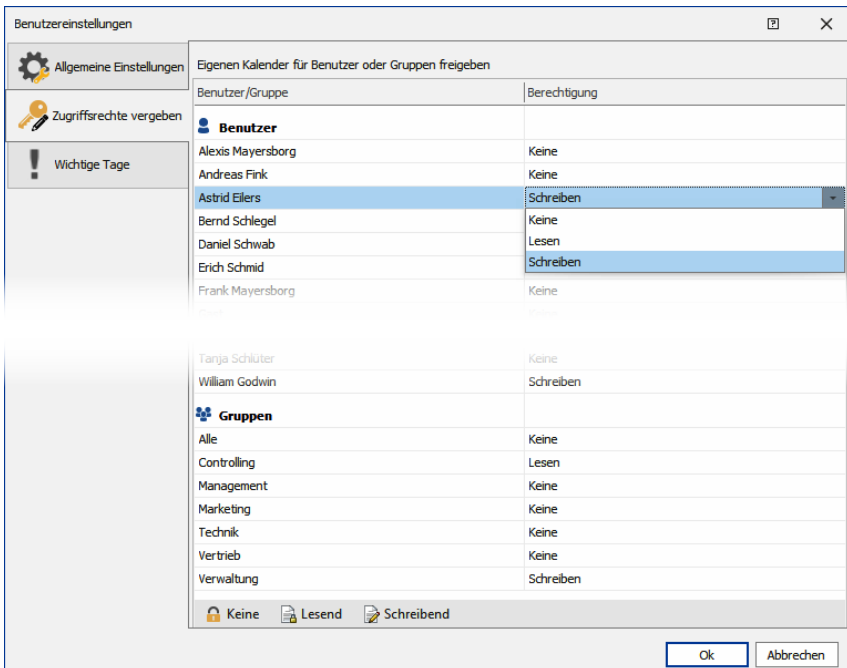 Benutzereinstellungen
Allgemeine Einstellungen
Zugriffsrechte vergeben
Wichtige Tage
Eigenen Kalender für Benutzer oder Gruppen freigeben
Benutzer/Gruppe Berechtigung
Benutzer
Alexis Mayersborg Keine
Andreas Fink Keine
Astrid Eilers Schreiben
Bernd Schlegel Keine
Daniel Schwab Lesen
Erich Schmid Schreiben
Frank Mayersborg Keine
Tanja Schlüter Keine
William Godwin Schreiben
Gruppen
Alle Keine
Controlling Lesen
Management Keine
Marketing Keine
Technik Keine
Vertrieb Keine
Verwaltung Schreiben
Keine Lesend Schreibend
Ok Abbrechen